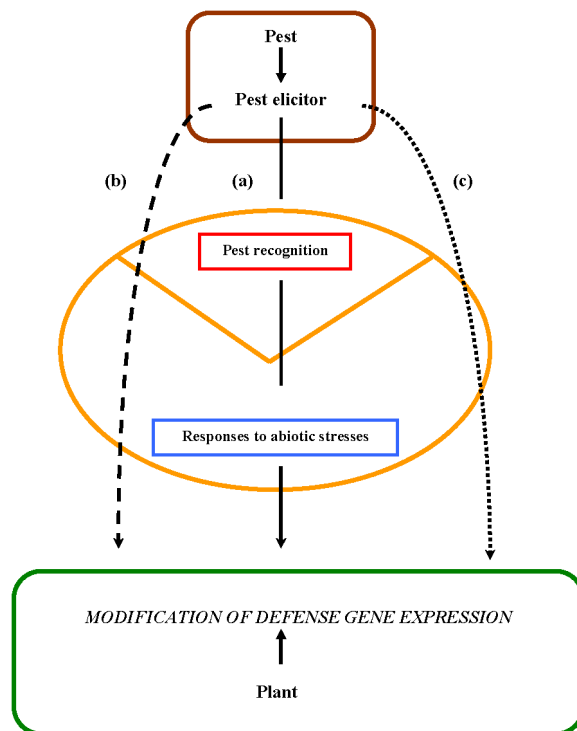 Pest
Pest elicitor
(b)
(a)
(c)
Pest recognition
Responses to abiotic stresses
MODIFICATION OF DEFENSE GENE EXPRESSION
Plant